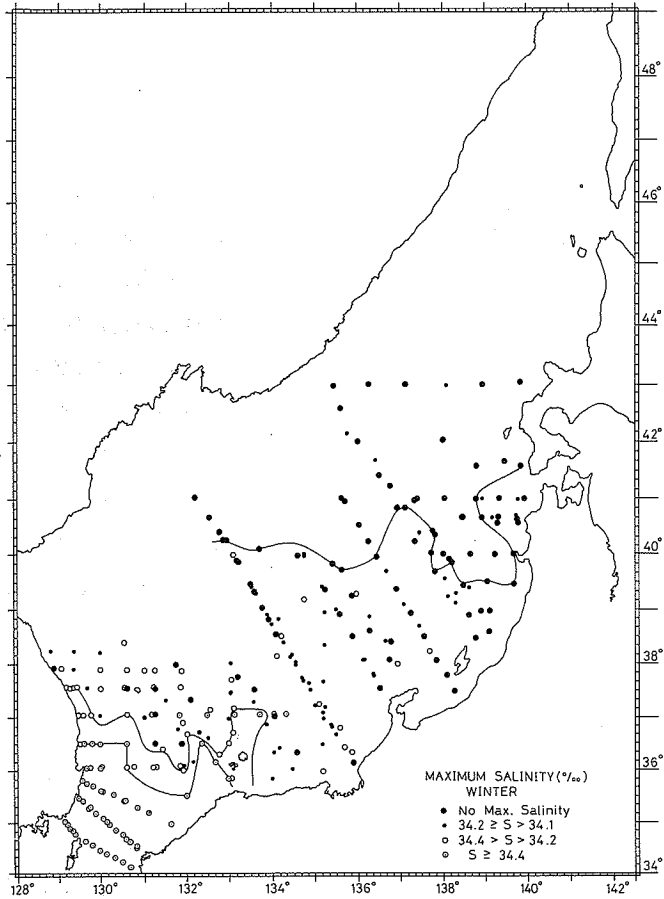 48°
46°
44°
42°
40°
38°
36°
34°
MAXIMUM SALINITY (°/oo)
WINTER
● No Max. Salinity
• 34.2 ≥ S > 34.1
○ 34.4 > S > 34.2
⊙ S ≥ 34.4
128° 130° 132° 134° 136° 138° 140° 142°